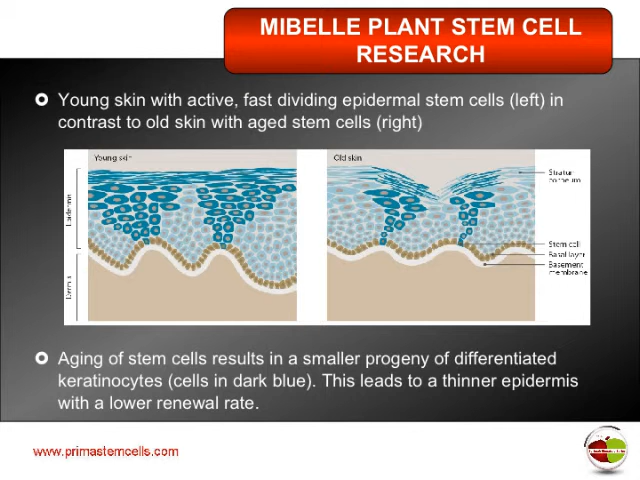 MIBELLE PLANT STEM CELL
RESEARCH
Young skin with active, fast dividing epidermal stem cells (left) in
contrast to old skin with aged stem cells (right)
Young skin
Old skin
Epidermis
Dermis
Stratum
corneum
Stem cell
Basal layer
Basement
membrane
Aging of stem cells results in a smaller progeny of differentiated
keratinocytes (cells in dark blue). This leads to a thinner epidermis
with a lower renewal rate.
www.primastemcells.com